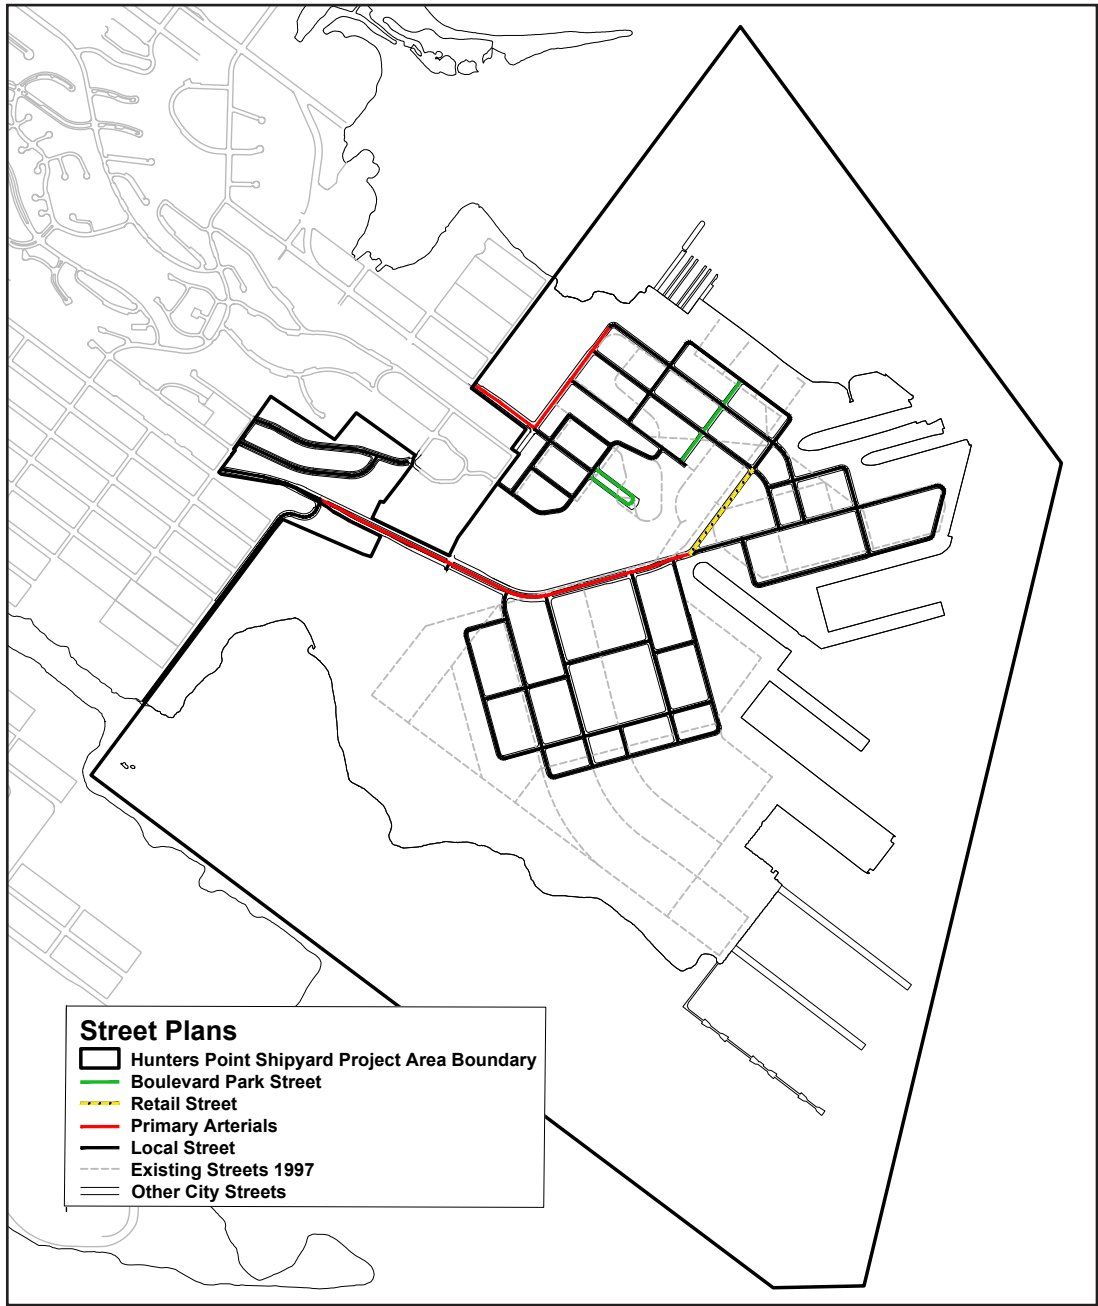 Street Plans
Hunters Point Shipyard Project Area Boundary
Boulevard Park Street
Retail Street
Primary Arterials
Local Street
Existing Streets 1997
Other City Streets